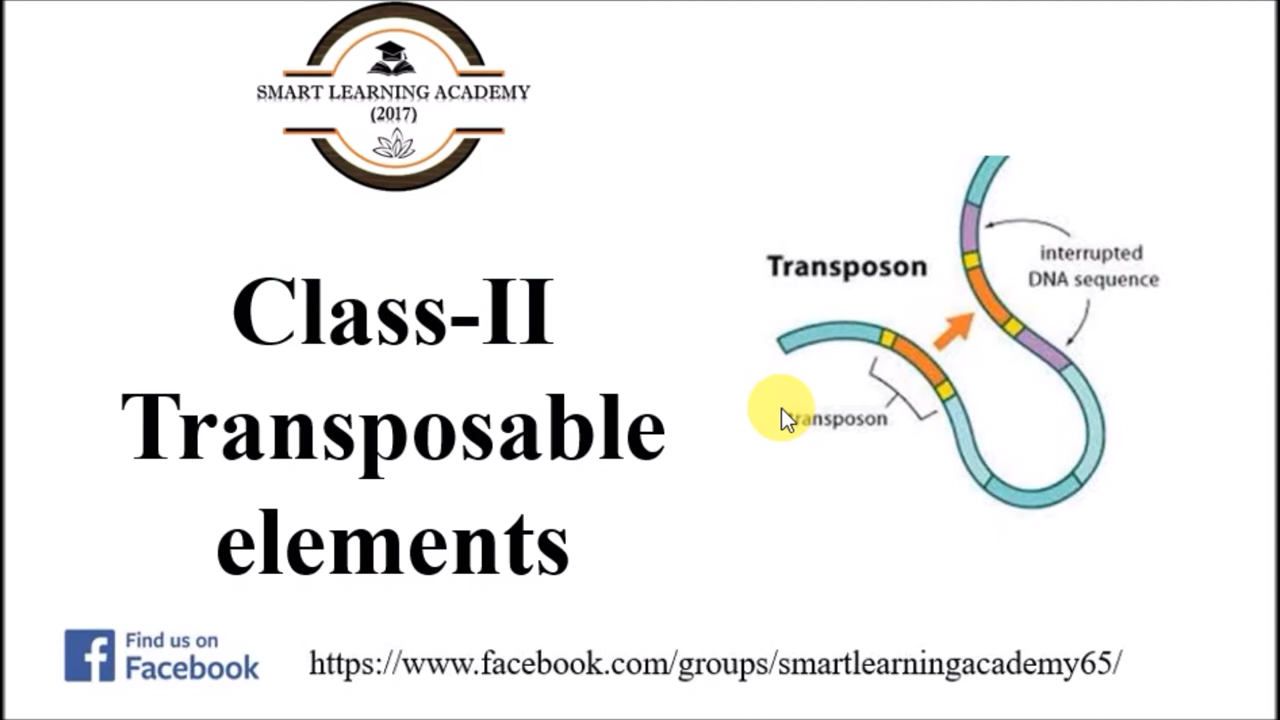 SMART LEARNING ACADEMY
(2017)
Class-II
Transposable
elements
Transposon
interrupted
DNA sequence
transposon
Find us on
Facebook
https://www.facebook.com/groups/smartlearningacademy65/